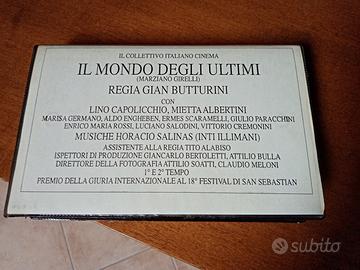 IL COLLETTIVO ITALIANO CINEMA
IL MONDO DEGLI ULTIMI
(MARZIANO GIRELLI)
REGIA GIAN BUTTURINI
CON
LINO CAPOLICCHIO, MIETTA ALBERTINI
MARISA GERMANO, ALDO ENGHEBEN, ERMES SCARAMELLI, GIULIO PARACCHINI
ENRICO MARIA ROSSI, LUCIANO SALODINI, VITTORIO CREMONINI
MUSICHE HORACIO SALINAS (INTI ILLIMANI)
ASSISTENTE ALLA REGIA TITO ALABISO
ISPETTORI DI PRODUZIONE GIANCARLO BERTOLETTI, ATTILIO BULLA
DIRETTORE DELLA FOTOGRAFIA ATTILIO SOATTI, CLAUDIO MELONI
1° E 2° TEMPO
PREMIO DELLA GIURIA INTERNAZIONALE AL 18° FESTIVAL DI SAN SEBASTIAN
subito